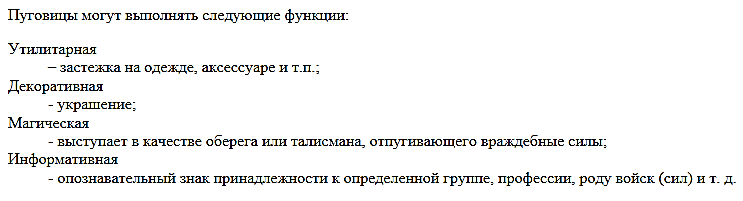 Пуговицы могут выполнять следующие функции:
Утилитарная
– застежка на одежде, аксессуаре и т.п.;
Декоративная
- украшение;
Магическая
- выступает в качестве оберега или талисмана, отпугивающего враждебные силы;
Информативная
- опознавательный знак принадлежности к определенной группе, профессии, роду войск (сил) и т. д.